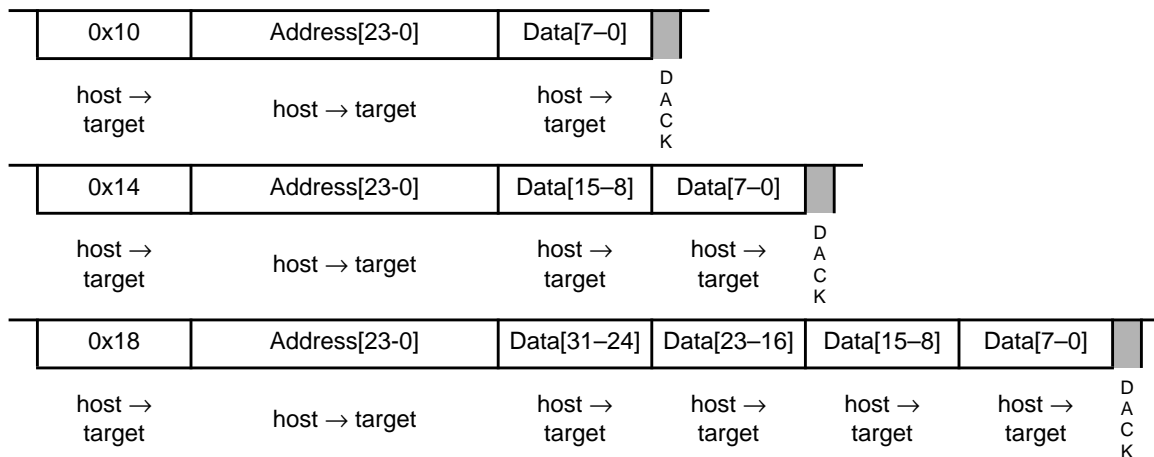 0x10 Address[23-0] Data[7–0]
host → target host → target host → target DACK
0x14 Address[23-0] Data[15–8] Data[7–0]
host → target host → target host → target host → target DACK
0x18 Address[23-0] Data[31–24] Data[23–16] Data[15–8] Data[7–0]
host → target host → target host → target host → target host → target host → target DACK